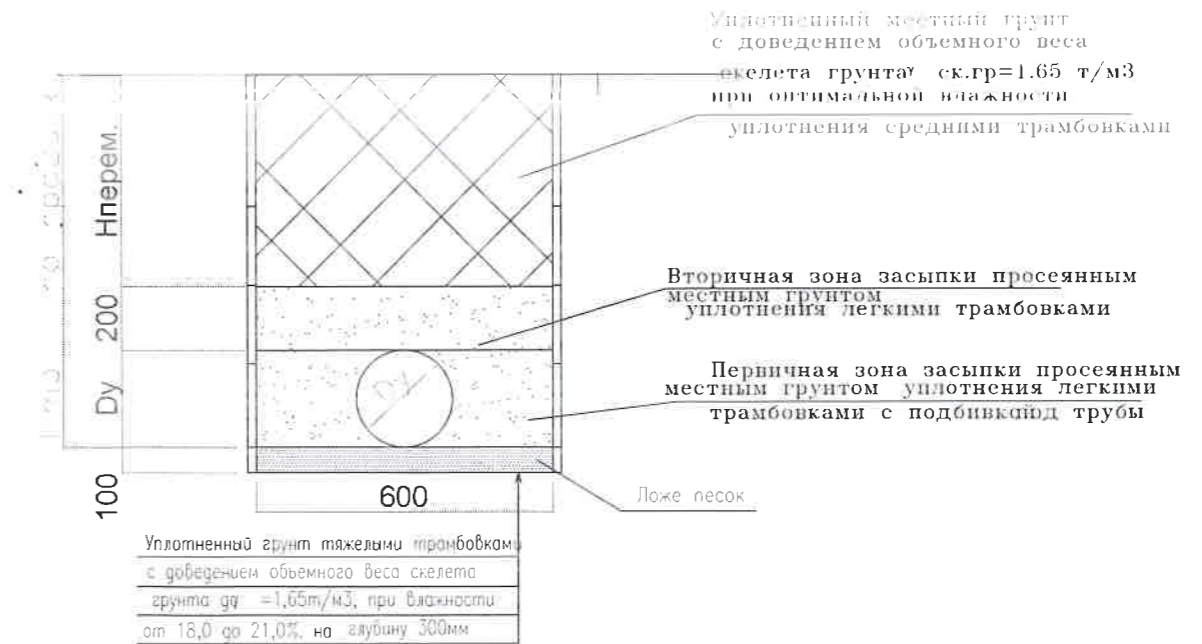 Уплотненный местный грунт
с доведением объемного веса
скелета грунтаγ ск.гр=1.65 т/м3
при оптимальной влажности
уплотнения средними трамбовками
Нперем.
200
Dy
100
Dy
600
Вторичная зона засыпки просеянным
местным грунтом
уплотнения легкими трамбовками
Первичная зона засыпки просеянным
местным грунтом уплотнения легкими
трамбовками с подбивкайод трубы
Ложе песок
Уплотненный грунт тяжелыми трамбовками
с доведением объемного веса скелета
грунта =1,65т/м3, при влажности
от 18,0 до 21,0%, на глубину 300мм